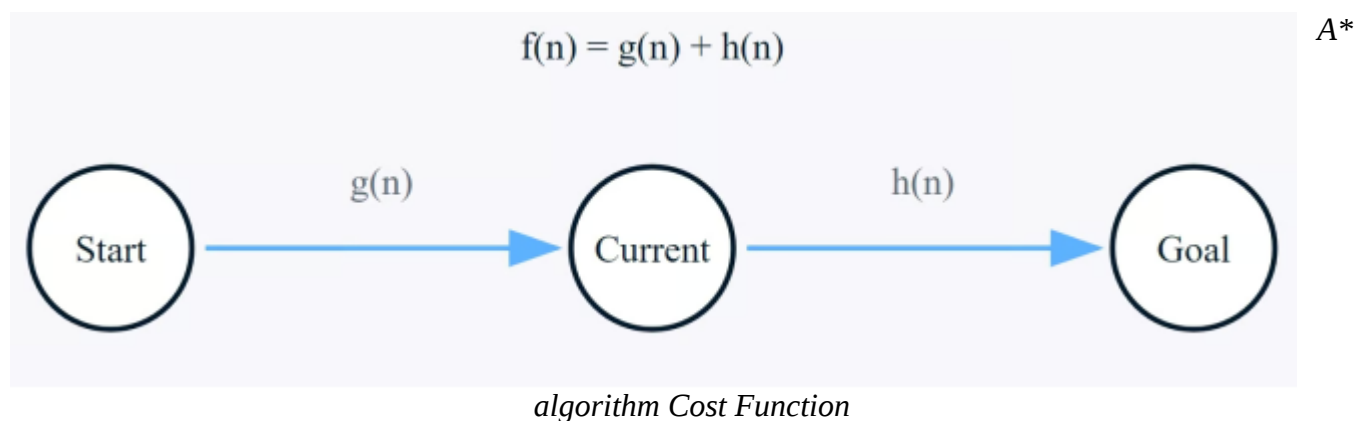 A*
f(n) = g(n) + h(n)
g(n)
h(n)
Start
Current
Goal
algorithm Cost Function